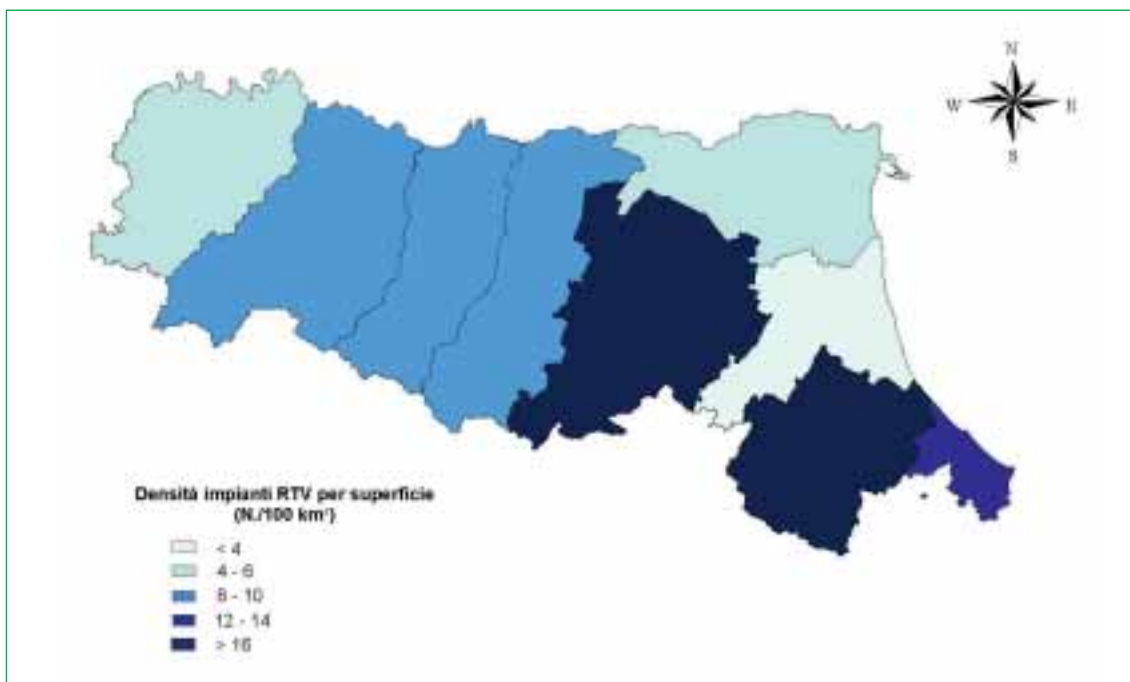 N
W E
S
Densità impianti RTV per superficie
(N./100 km²)
< 4
4 - 6
8 - 10
12 - 14
> 16